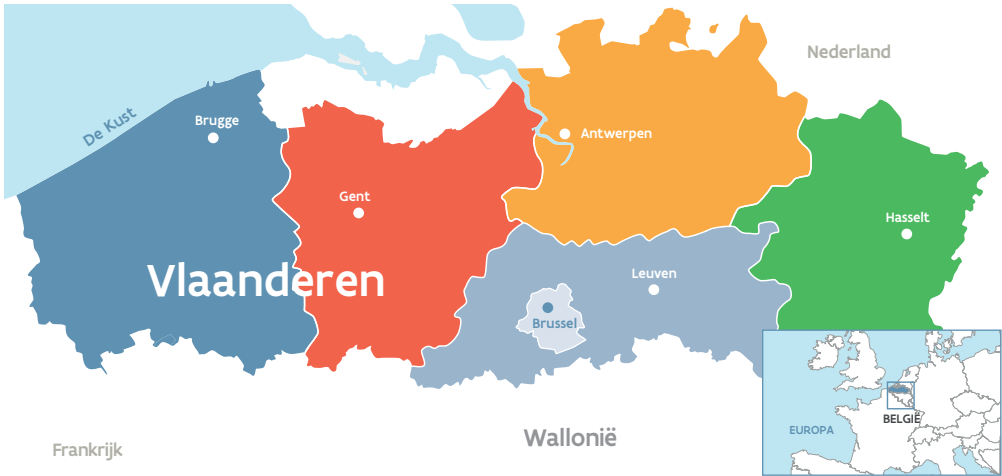 Nederland
De Kust
Brugge
Antwerpen
Gent
Hasselt
Leuven
Vlaanderen
Brussel
BELGIË
EUROPA
Wallonië
Frankrijk